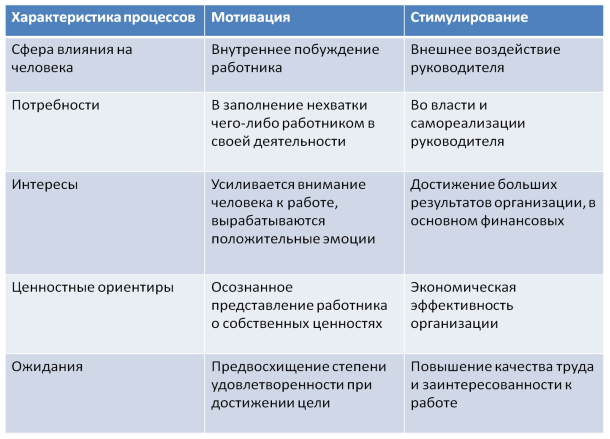 Характеристика процессов
Мотивация
Стимулирование
Сфера влияния на
человека
Внутреннее побуждение
работника
Внешнее воздействие
руководителя
Потребности
В заполнение нехватки
чего-либо работником в
своей деятельности
Во власти и
самореализации
руководителя
Интересы
Усиливается внимание
человека к работе,
вырабатываются
положительные эмоции
Достижение больших
результатов организации, в
основном финансовых
Ценностные ориентиры
Осознанное
представление работника
о собственных ценностях
Экономическая
эффективность
организации
Ожидания
Предвосхищение степени
удовлетворенности при
достижении цели
Повышение качества труда
и заинтересованности к
работе